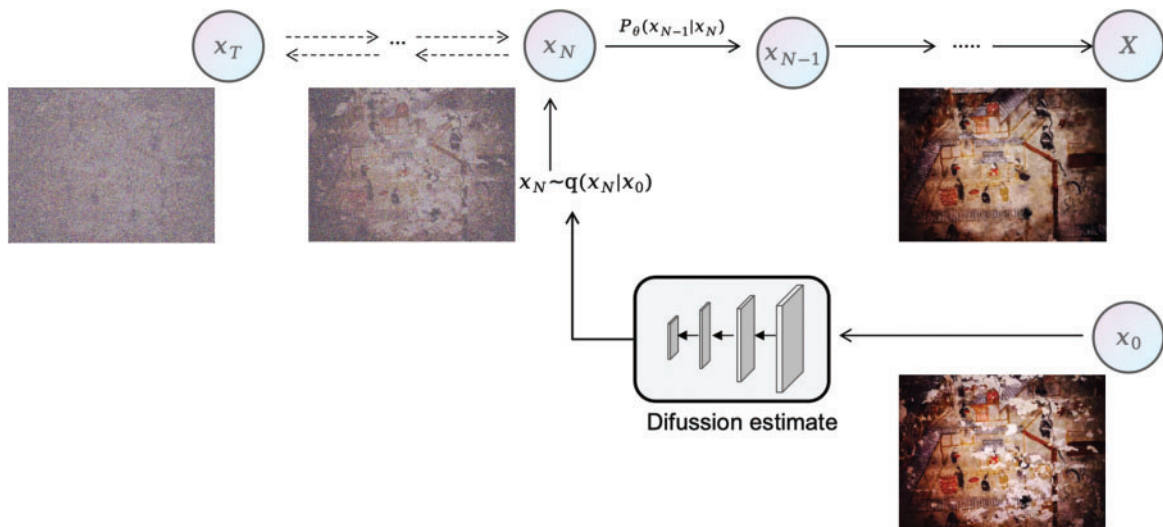 x_T ... x_N P_θ(x_{N−1}|x_N) x_{N−1} ..... X
x_N~q(x_N|x_0)
x_0
Difussion estimate